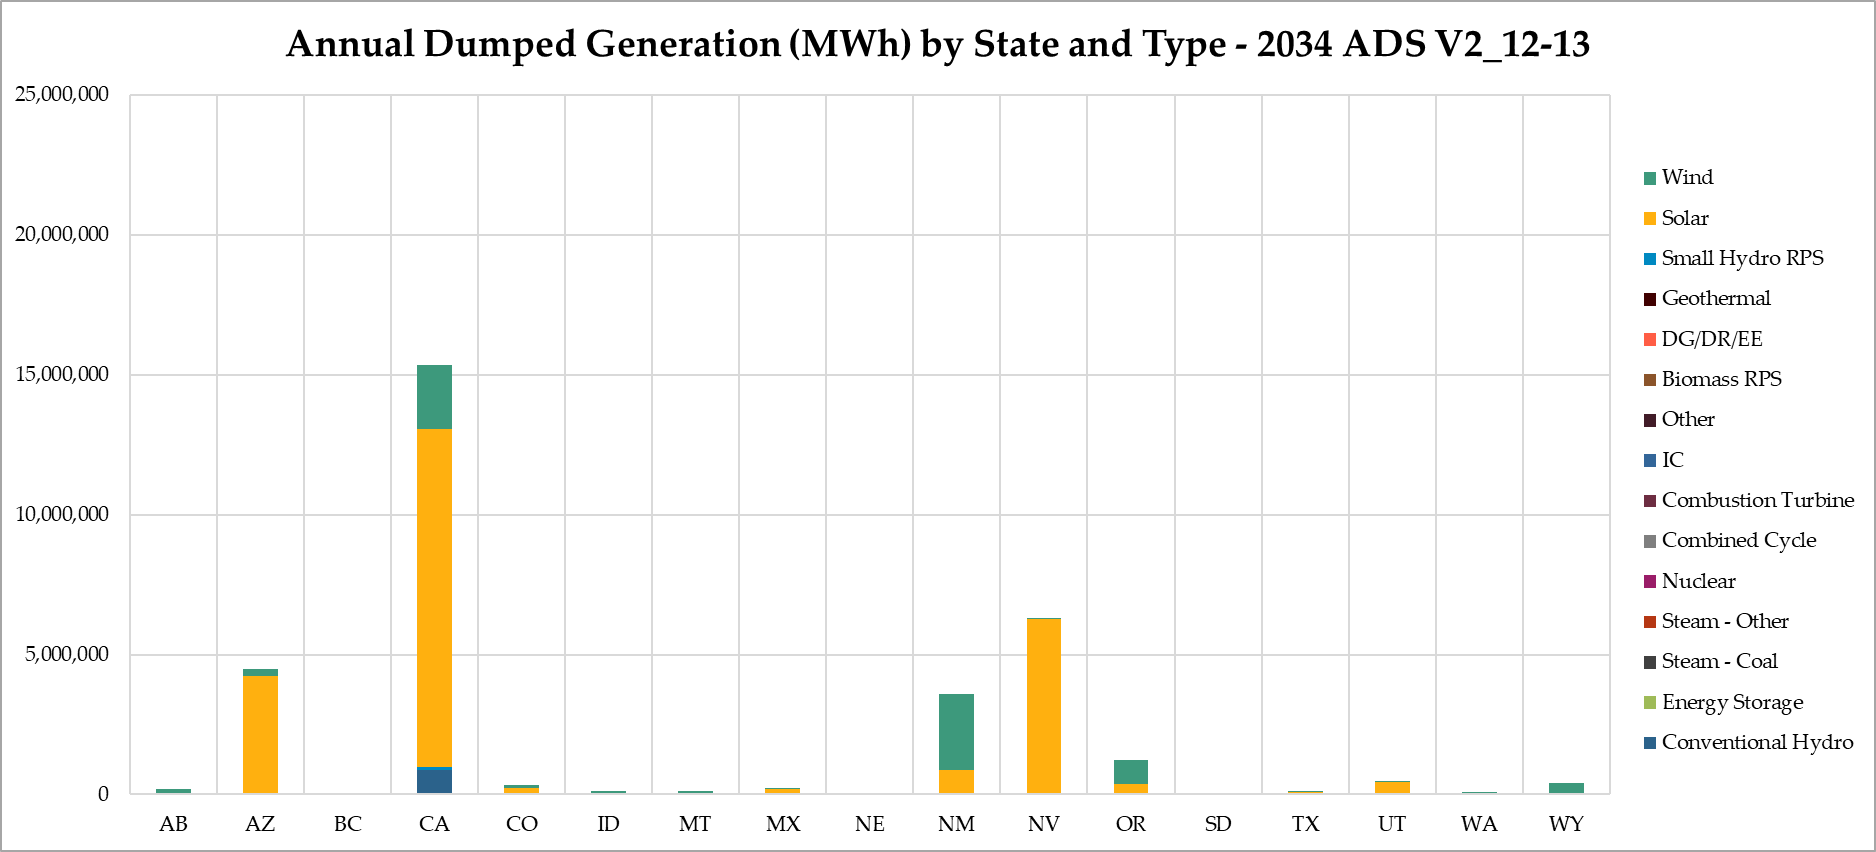 Annual Dumped Generation (MWh) by State and Type - 2034 ADS V2_12-13
25,000,000
20,000,000
15,000,000
10,000,000
5,000,000
0
AB AZ BC CA CO ID MT MX NE NM NV OR SD TX UT WA WY
Wind
Solar
Small Hydro RPS
Geothermal
DG/DR/EE
Biomass RPS
Other
IC
Combustion Turbine
Combined Cycle
Nuclear
Steam - Other
Steam - Coal
Energy Storage
Conventional Hydro